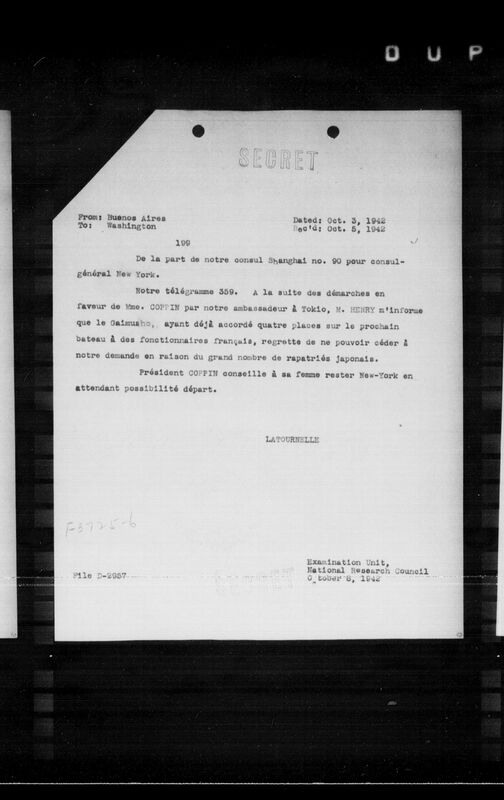 D U P
SECRET
From: Buenos Aires
To: Washington
Dated: Oct. 3, 1942
Rec'd: Oct. 5, 1942
199
De la part de notre consul Shanghai no. 90 pour consul-
général New York.
Notre télégramme 359. A la suite des démarches en
faveur de Mme. COPPIN par notre ambassadeur à Tokio, M. HENRY m'informe
que le Gaimusho, ayant déjà accordé quatre places sur le prochain
bateau à des fonctionnaires français, regrette de ne pouvoir céder à
notre demande en raison du grand nombre de rapatriés japonais.
Président COPPIN conseille à sa femme rester New-York en
attendant possibilité départ.
LATOURNELLE
F3725-6
File D-2957
Examination Unit,
National Research Council
October 8, 1942